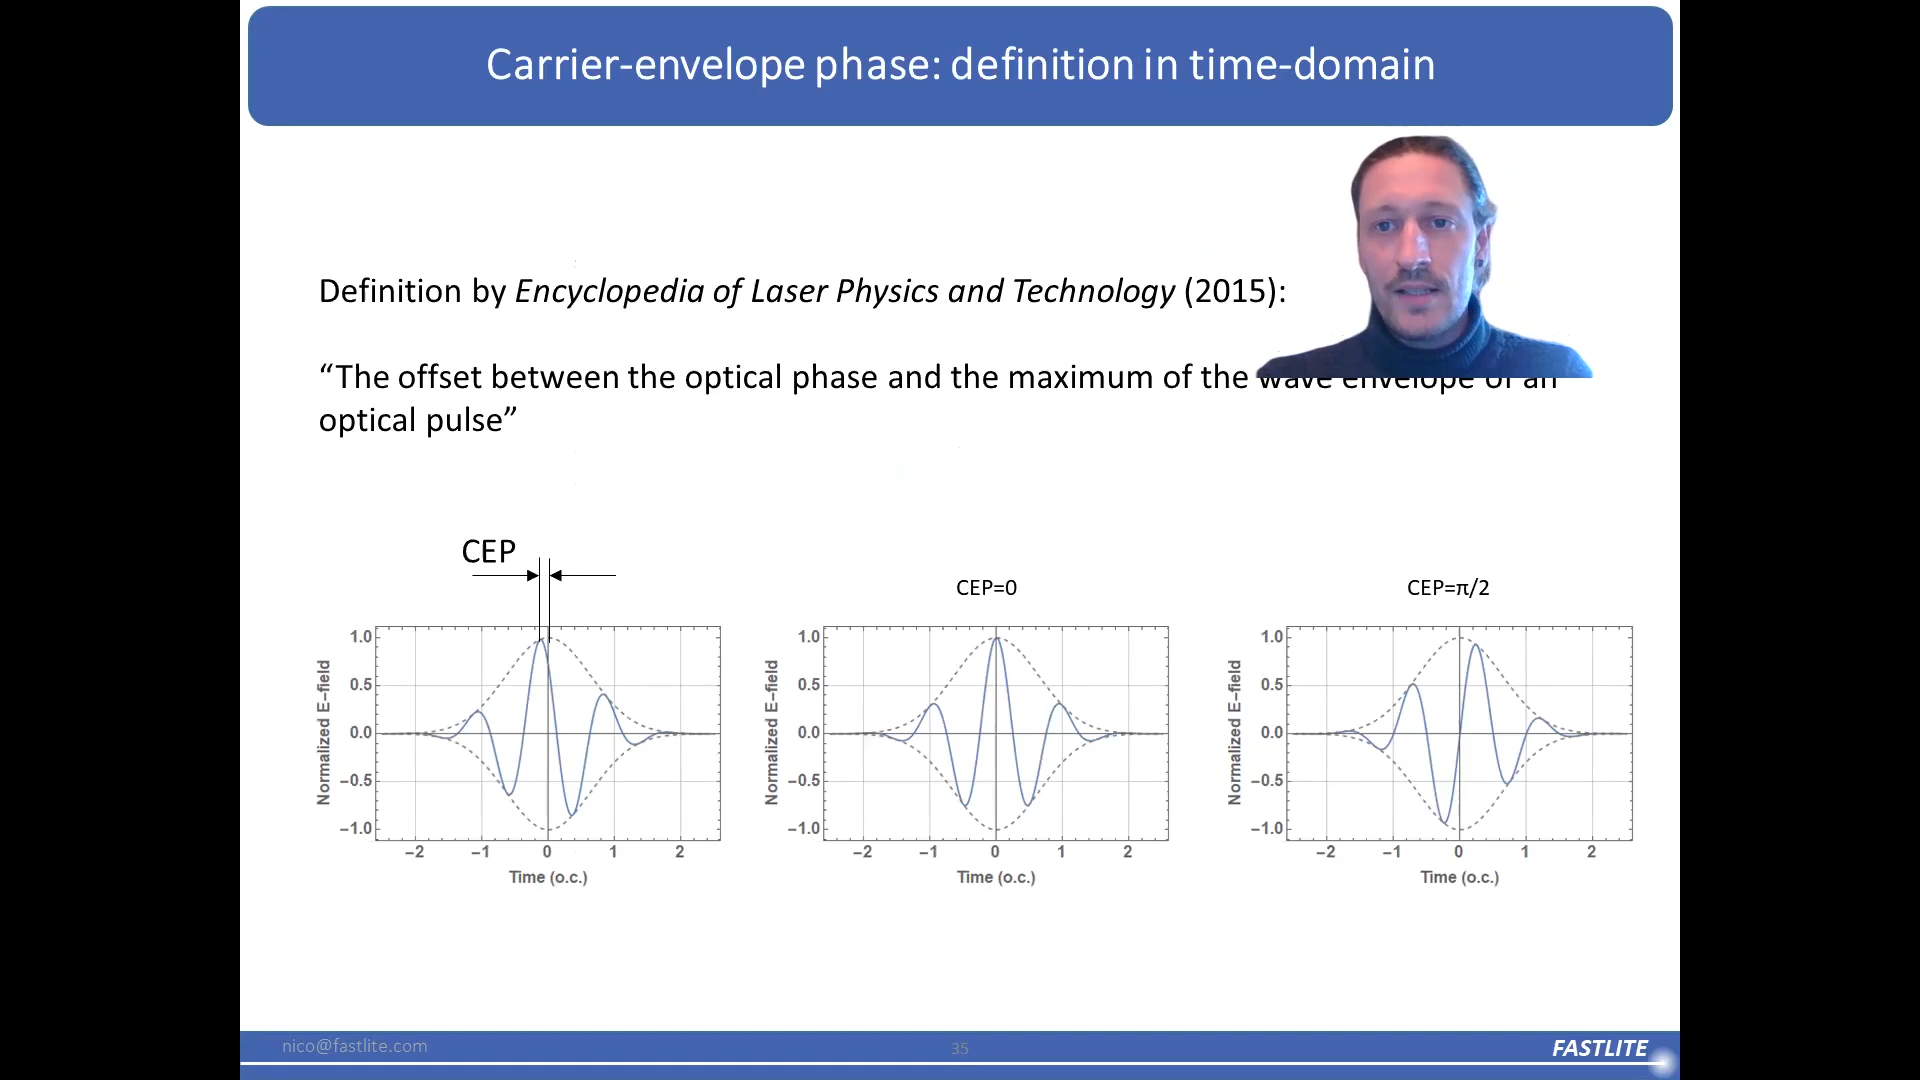 Carrier-envelope phase: definition in time-domain
Definition by Encyclopedia of Laser Physics and Technology (2015):
“The offset between the optical phase and the maximum of the wave envelope of an
optical pulse”
CEP
CEP=0
CEP=π/2
Normalized E−field
1.0
0.5
0.0
−0.5
−1.0
−2 −1 0 1 2
Time (o.c.)
Normalized E−field
1.0
0.5
0.0
−0.5
−1.0
−2 −1 0 1 2
Time (o.c.)
Normalized E−field
1.0
0.5
0.0
−0.5
−1.0
−2 −1 0 1 2
Time (o.c.)
nico@fastlite.com
35
FASTLITE